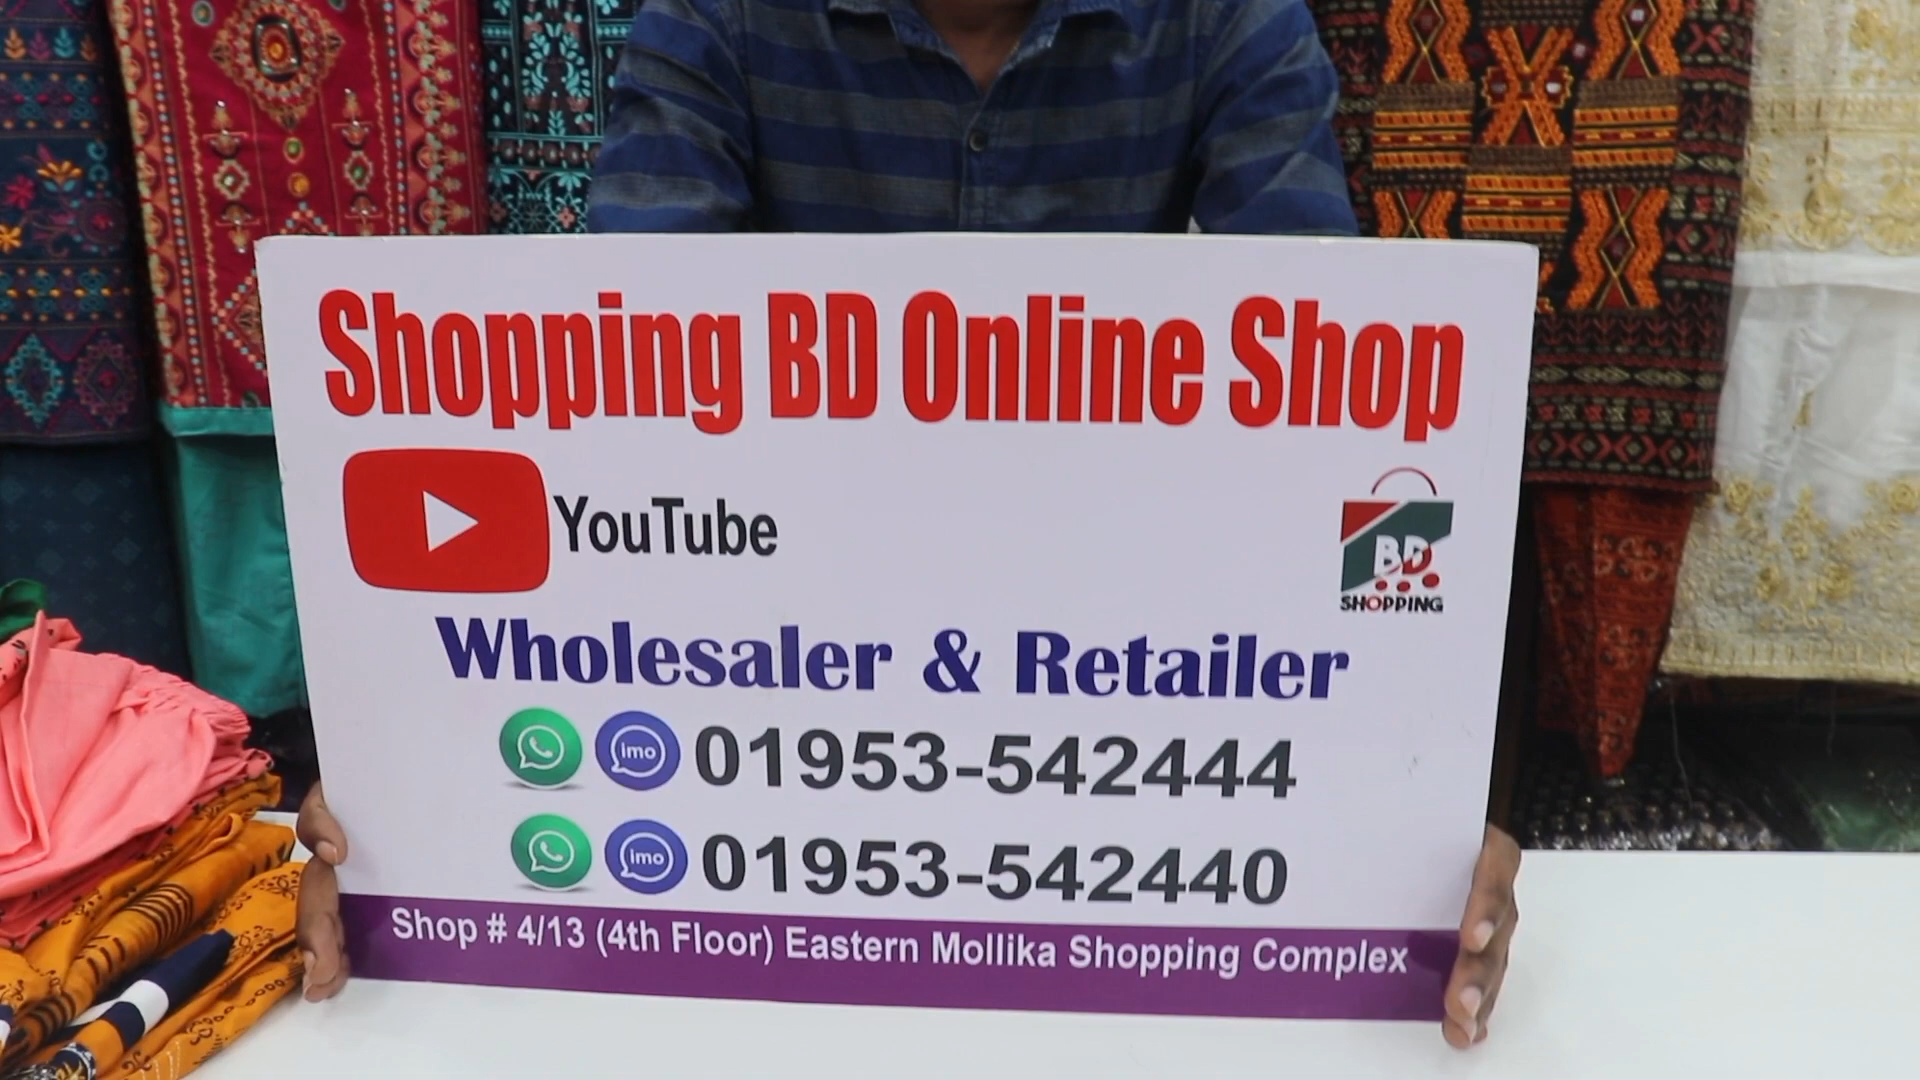 Shopping BD Online Shop
YouTube
BD
SHOPPING
Wholesaler & Retailer
imo 01953-542444
imo 01953-542440
Shop # 4/13 (4th Floor) Eastern Mollika Shopping Complex